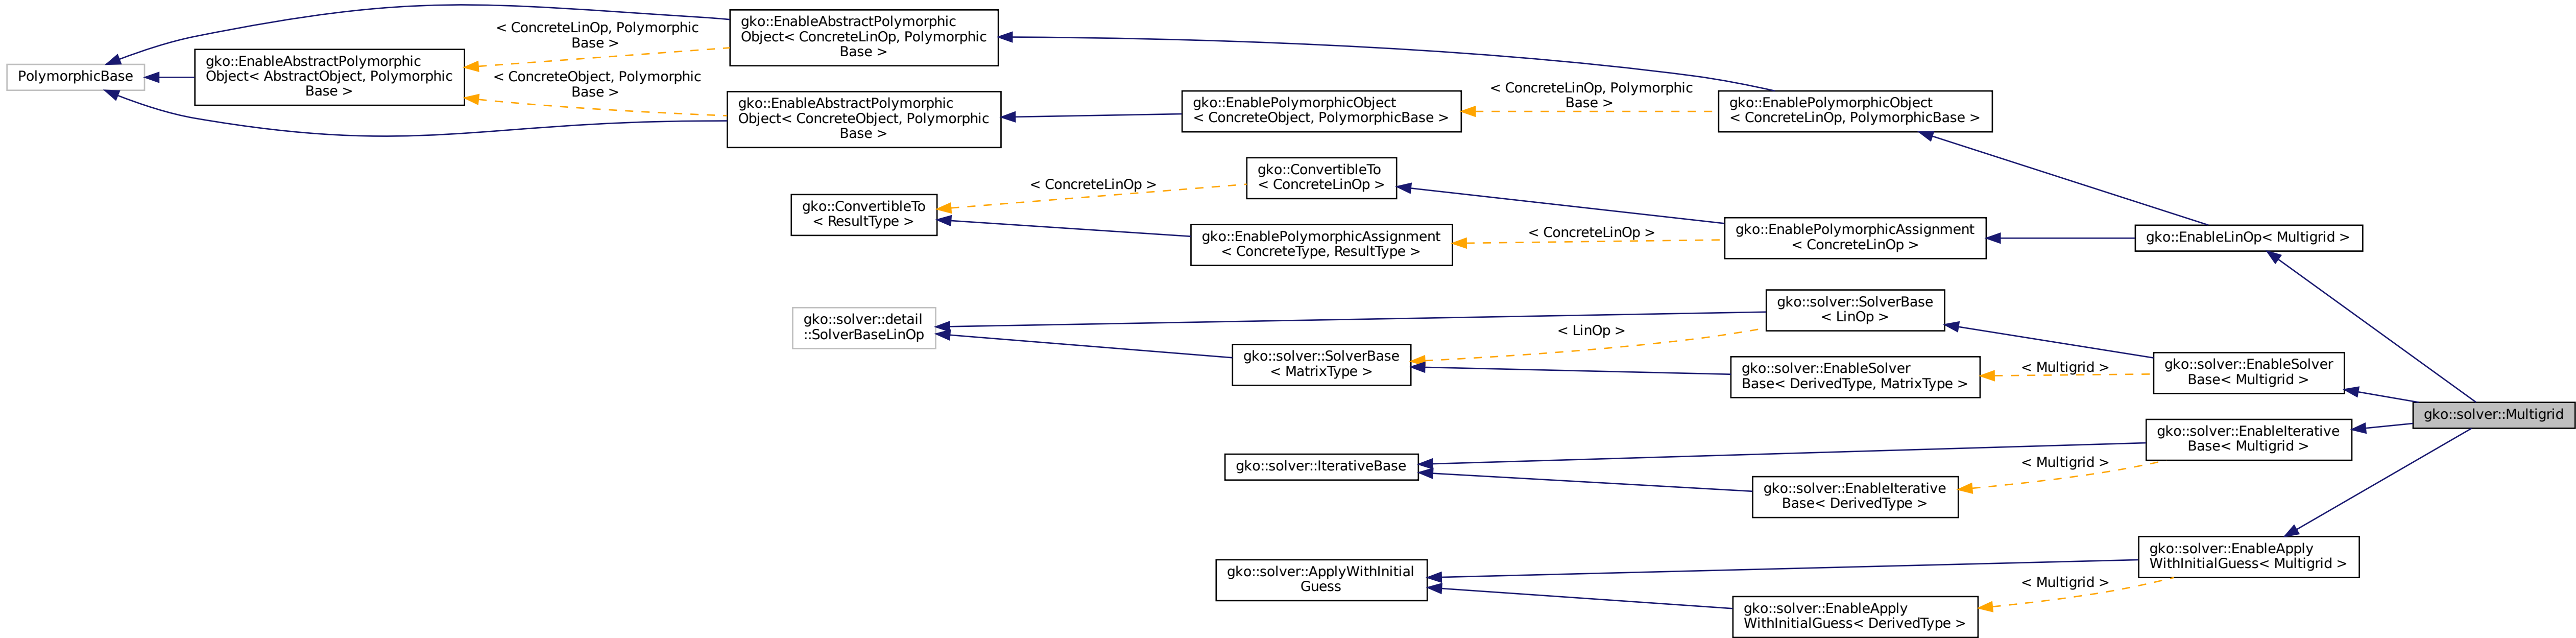 PolymorphicBase
gko::EnableAbstractPolymorphic
Object< AbstractObject, Polymorphic
Base >
< ConcreteLinOp, Polymorphic
Base >
< ConcreteObject, Polymorphic
Base >
gko::EnableAbstractPolymorphic
Object< ConcreteLinOp, Polymorphic
Base >
gko::EnableAbstractPolymorphic
Object< ConcreteObject, Polymorphic
Base >
gko::EnablePolymorphicObject
< ConcreteObject, PolymorphicBase >
< ConcreteLinOp, Polymorphic
Base >
gko::EnablePolymorphicObject
< ConcreteLinOp, PolymorphicBase >
gko::ConvertibleTo
< ResultType >
< ConcreteLinOp >
gko::ConvertibleTo
< ConcreteLinOp >
gko::EnablePolymorphicAssignment
< ConcreteType, ResultType >
< ConcreteLinOp >
gko::EnablePolymorphicAssignment
< ConcreteLinOp >
gko::EnableLinOp< Multigrid >
gko::solver::detail
::SolverBaseLinOp
gko::solver::SolverBase
< MatrixType >
< LinOp >
gko::solver::SolverBase
< LinOp >
gko::solver::EnableSolver
Base< DerivedType, MatrixType >
< Multigrid >
gko::solver::EnableSolver
Base< Multigrid >
gko::solver::Multigrid
gko::solver::IterativeBase
gko::solver::EnableIterative
Base< DerivedType >
< Multigrid >
gko::solver::EnableIterative
Base< Multigrid >
gko::solver::ApplyWithInitial
Guess
gko::solver::EnableApply
WithInitialGuess< DerivedType >
< Multigrid >
gko::solver::EnableApply
WithInitialGuess< Multigrid >